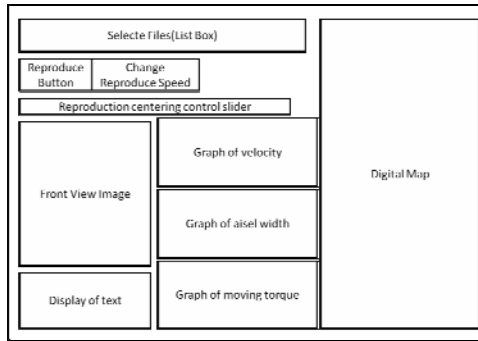 Selecte Files(List Box)
Reproduce
Button
Change
Reproduce Speed
Reproduction centering control slider
Front View Image
Graph of velocity
Digital Map
Graph of aisel width
Display of text
Graph of moving torque